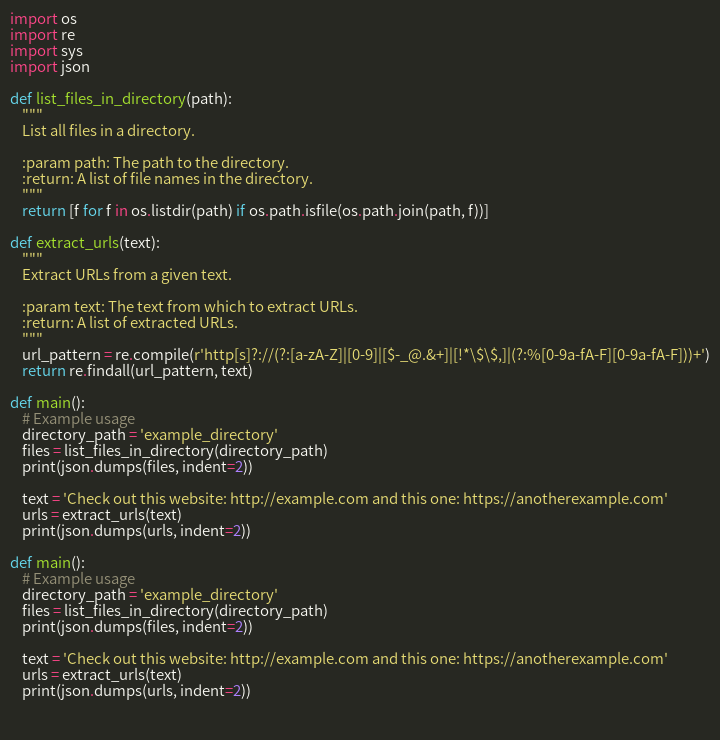 import os
import re
import sys
import json

def list_files_in_directory(path):
    """
    List all files in a directory.

    :param path: The path to the directory.
    :return: A list of file names in the directory.
    """
    return [f for f in os.listdir(path) if os.path.isfile(os.path.join(path, f))]

def extract_urls(text):
    """
    Extract URLs from a given text.

    :param text: The text from which to extract URLs.
    :return: A list of extracted URLs.
    """
    url_pattern = re.compile(r'http[s]?://(?:[a-zA-Z]|[0-9]|[$-_@.&+]|[!*\$\$,]|(?:%[0-9a-fA-F][0-9a-fA-F]))+')
    return re.findall(url_pattern, text)

def main():
    # Example usage
    directory_path = 'example_directory'
    files = list_files_in_directory(directory_path)
    print(json.dumps(files, indent=2))

    text = 'Check out this website: http://example.com and this one: https://anotherexample.com'
    urls = extract_urls(text)
    print(json.dumps(urls, indent=2))

def main():
    # Example usage
    directory_path = 'example_directory'
    files = list_files_in_directory(directory_path)
    print(json.dumps(files, indent=2))

    text = 'Check out this website: http://example.com and this one: https://anotherexample.com'
    urls = extract_urls(text)
    print(json.dumps(urls, indent=2))